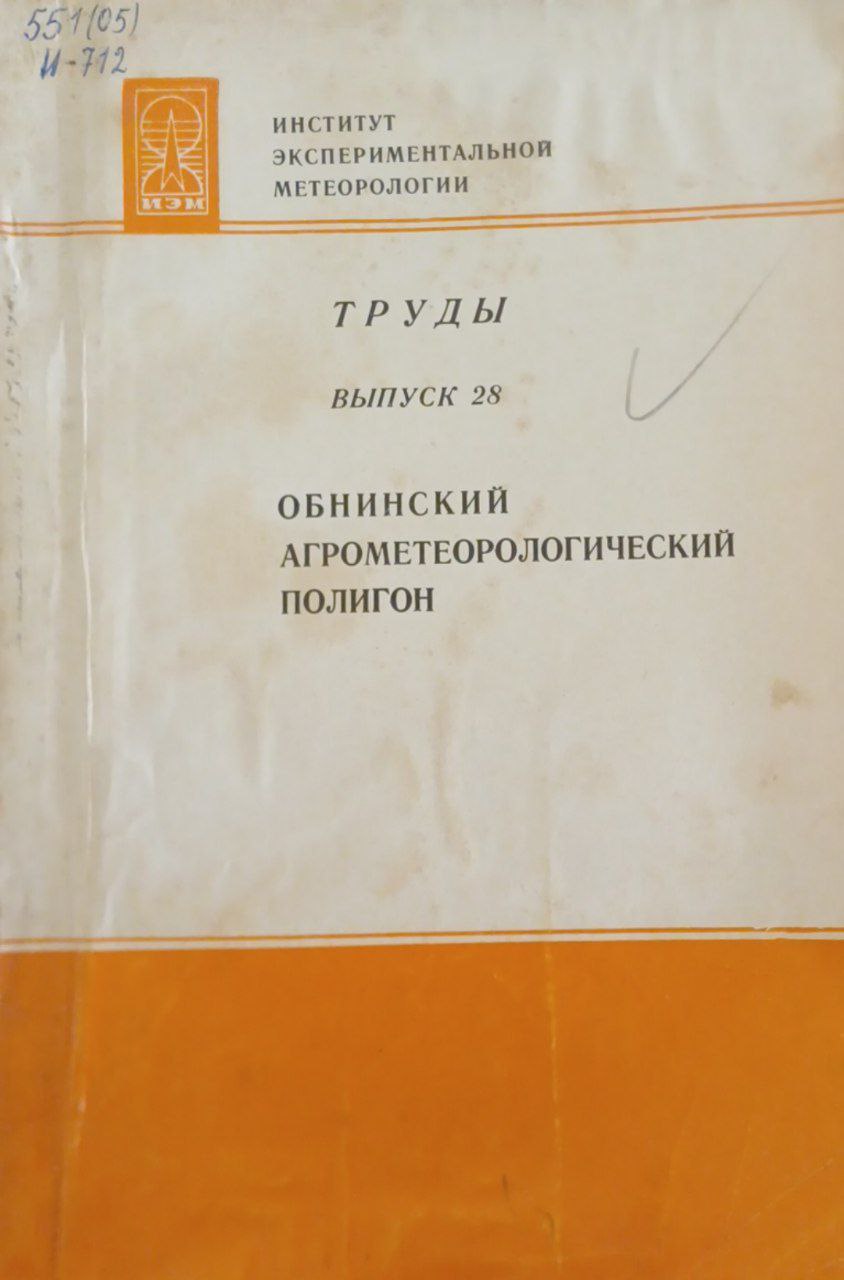 551(05)
И-712
ИЭМ
ИНСТИТУТ
ЭКСПЕРИМЕНТАЛЬНОЙ
МЕТЕОРОЛОГИИ
ТРУДЫ
ВЫПУСК 28
ОБНИНСКИЙ
АГРОМЕТЕОРОЛОГИЧЕСКИЙ
ПОЛИГОН